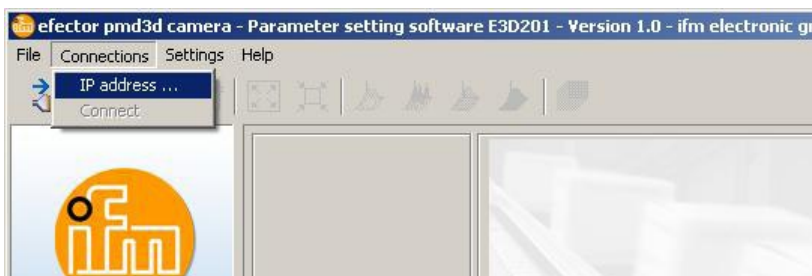 efector pmd3d camera - Parameter setting software E3D201 - Version 1.0 - ifm electronic g
File Connections Settings Help
IP address ...
Connect
ifm